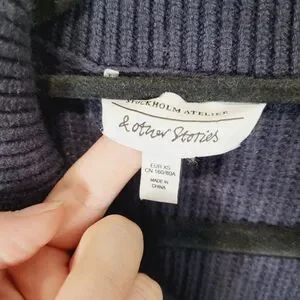 STOCKHOLM ATELIER
& other Stories
EUR XS
CN 160/80A
MADE IN
CHINA